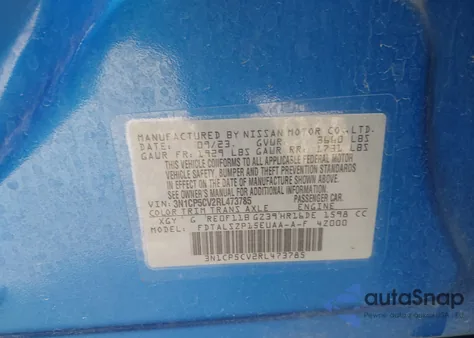 MANUFACTURED BY NISSAN MOTOR CO., LTD.
DATE: 09/23 GVWR: 3660 LBS
GAWR FR: 1929 LBS GAWR RR: 1731 LBS
THIS VEHICLE CONFORMS TO ALL APPLICABLE FEDERAL MOTOR
VEHICLE SAFETY, BUMPER AND THEFT PREVENTION STANDARDS
IN EFFECT ON THE DATE OF MANUFACTURE SHOWN ABOVE.
SEE OWNER'S MANUAL FOR ADDITIONAL INFO.
VIN: 3N1CP5CV2RL473785 PASSENGER CAR
COLOR TRIM TRANS AXLE ENGINE
XGY G RE0F11B G239 HR16DE 1598 CC
FDTALSZP15EUAA-A-F 42000
3N1CP5CV2RL473785
autoSnap